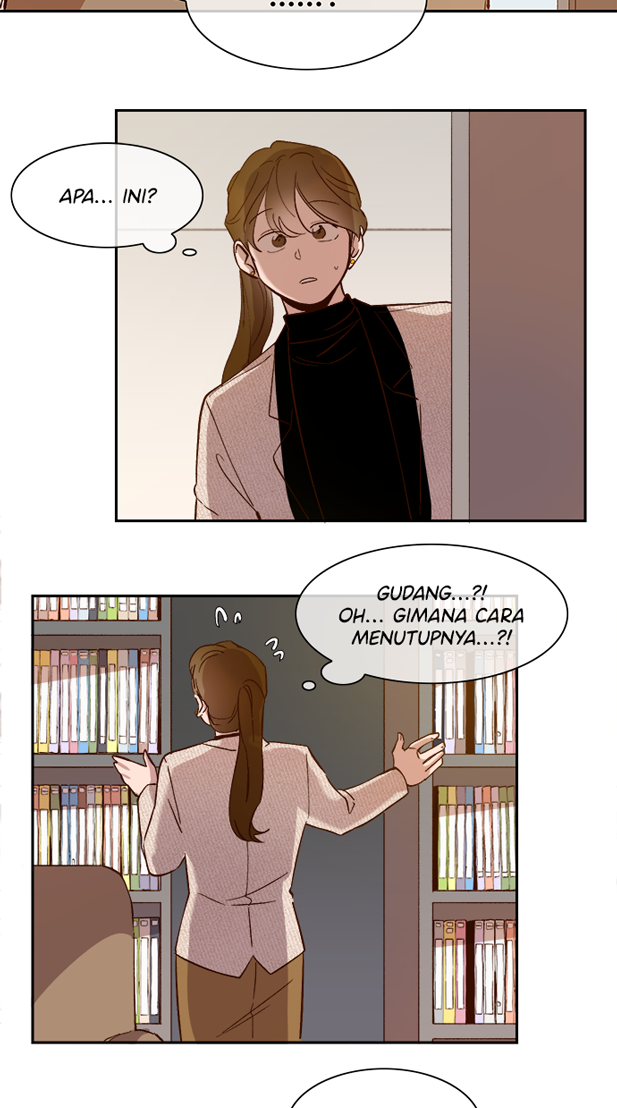 ...... .
APA... INI?
GUDANG...?!
OH... GIMANA CARA
MENUTUPNYA...?!